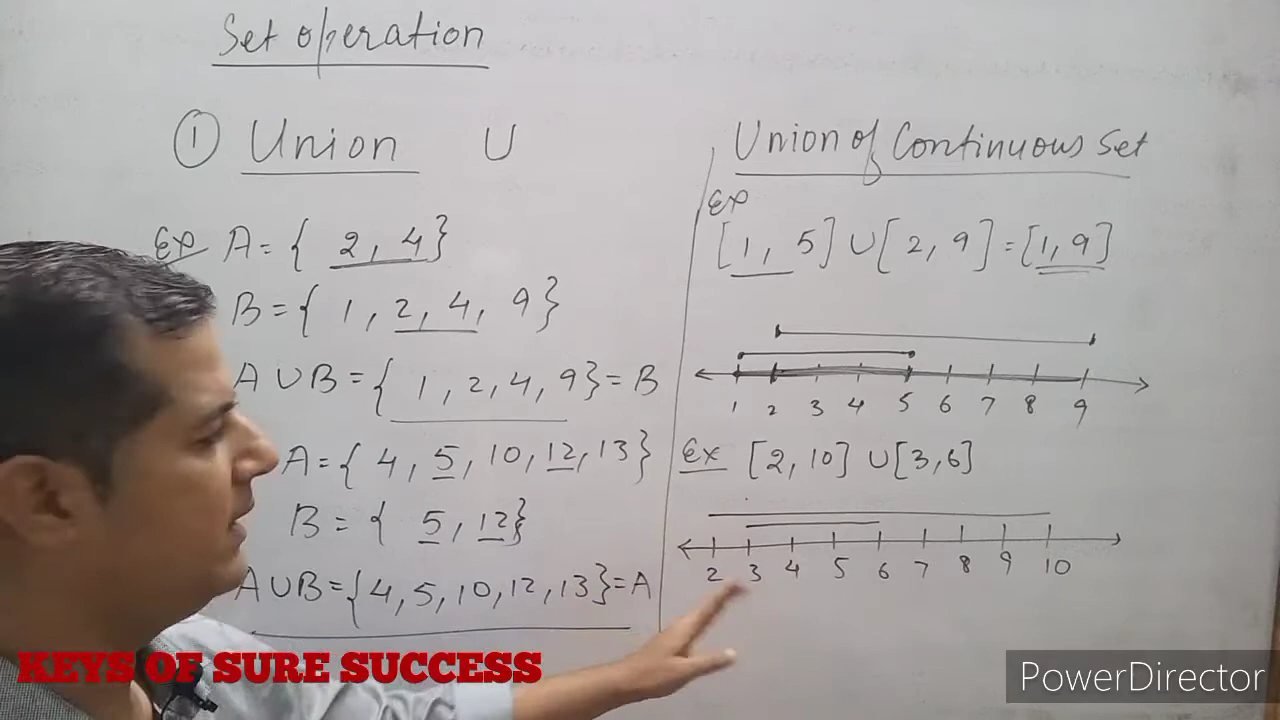 Set operation
① Union U
Ex A = { 2, 4 }
B = { 1, 2, 4, 9 }
A U B = { 1, 2, 4, 9 } = B
A = { 4, 5, 10, 12, 13 }
B = { 5, 12 }
A U B = { 4, 5, 10, 12, 13 } = A
Union of Continuous Set
Ex
[1, 5] U [2, 9] = [1, 9]
1 2 3 4 5 6 7 8 9
Ex [2, 10] U [3, 6]
2 3 4 5 6 7 8 9 10
KEYS OF SURE SUCCESS
PowerDirector